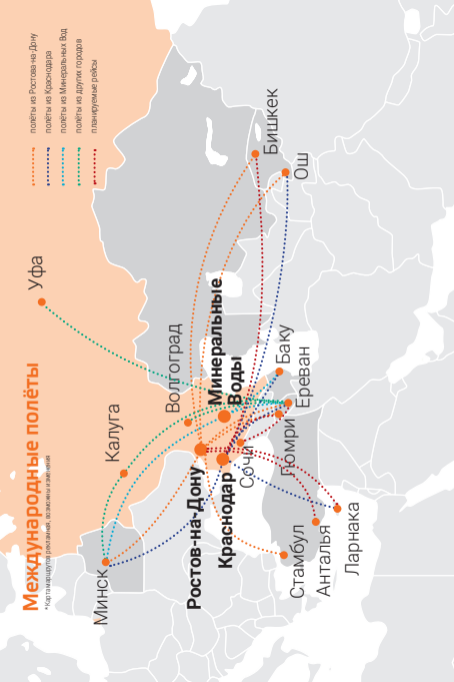 Международные полёты
* Карта маршрутов рекламная, возможны изменения
полёты из Ростова-на-Дону
полёты из Краснодара
полёты из Минеральных Вод
полёты из других городов
планируемые рейсы
Уфа
Калуга
Минск
Волгоград
Ростов-на-Дону
Краснодар
Минеральные
Воды
Сочи
Гюмри
Ереван
Баку
Бишкек
Ош
Стамбул
Анталья
Ларнака